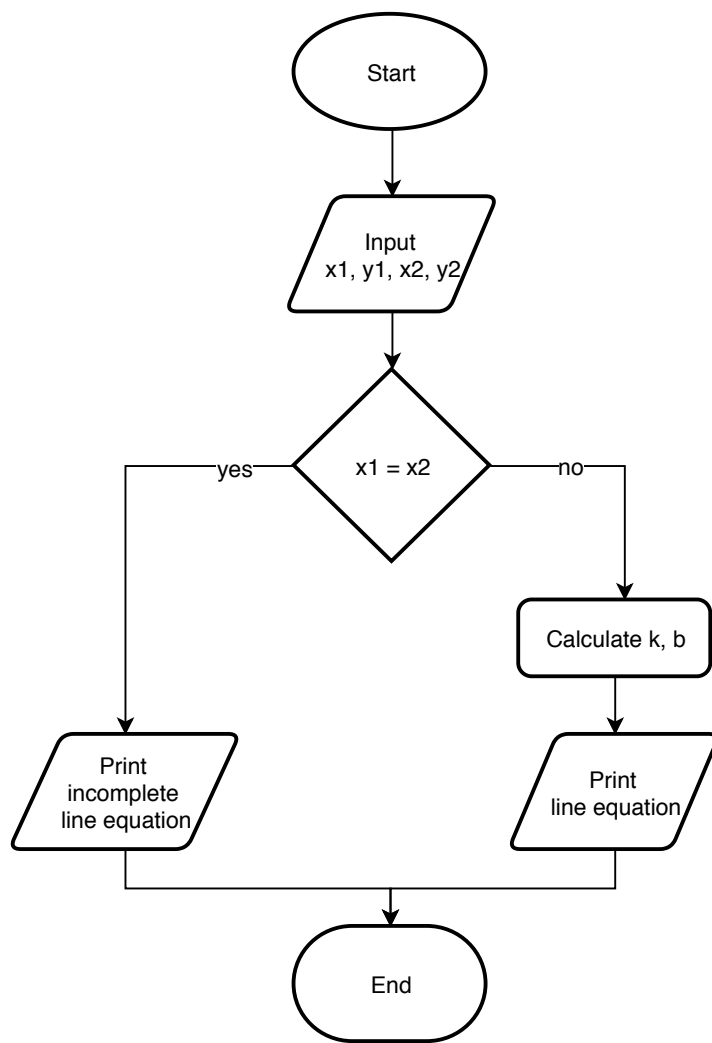 Start
Input
x1, y1, x2, y2
x1 = x2
yes
no
Calculate k, b
Print
incomplete
line equation
Print
line equation
End